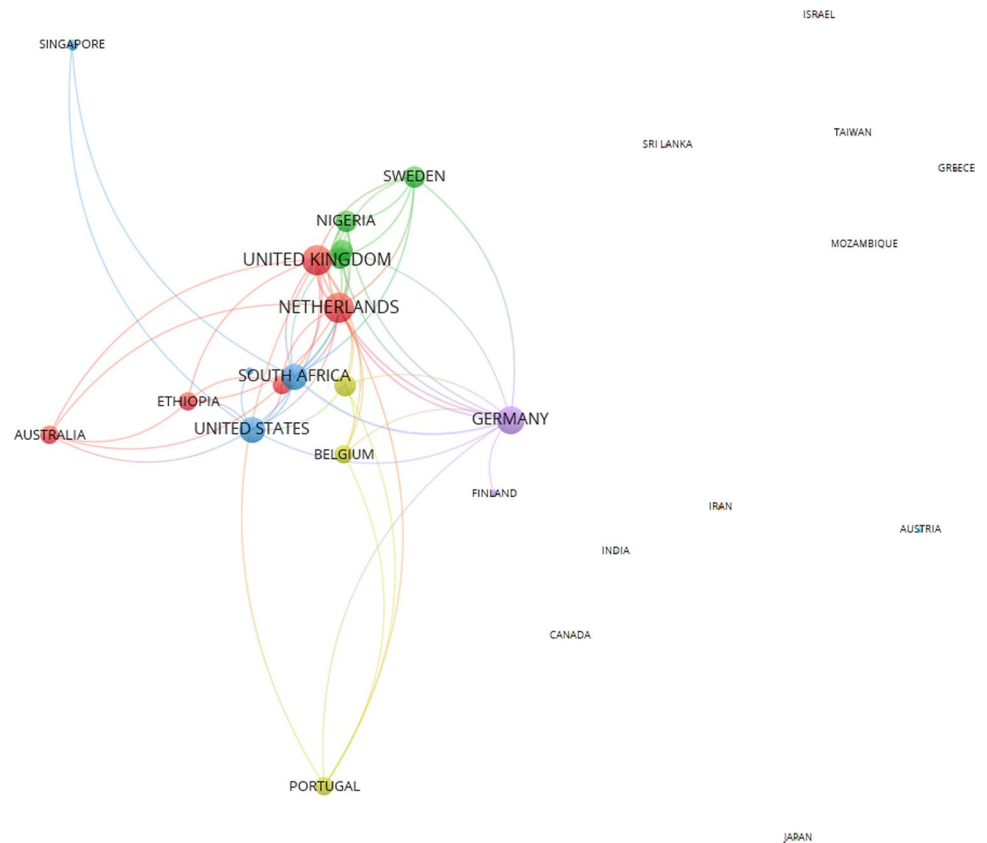 ISRAEL
SINGAPORE
TAIWAN
SRI LANKA
GREECE
SWEDEN
NIGERIA
MOZAMBIQUE
UNITED KINGDOM
NETHERLANDS
SOUTH AFRICA
ETHIOPIA
GERMANY
UNITED STATES
AUSTRALIA
BELGIUM
FINLAND
IRAN
AUSTRIA
INDIA
CANADA
PORTUGAL
JAPAN